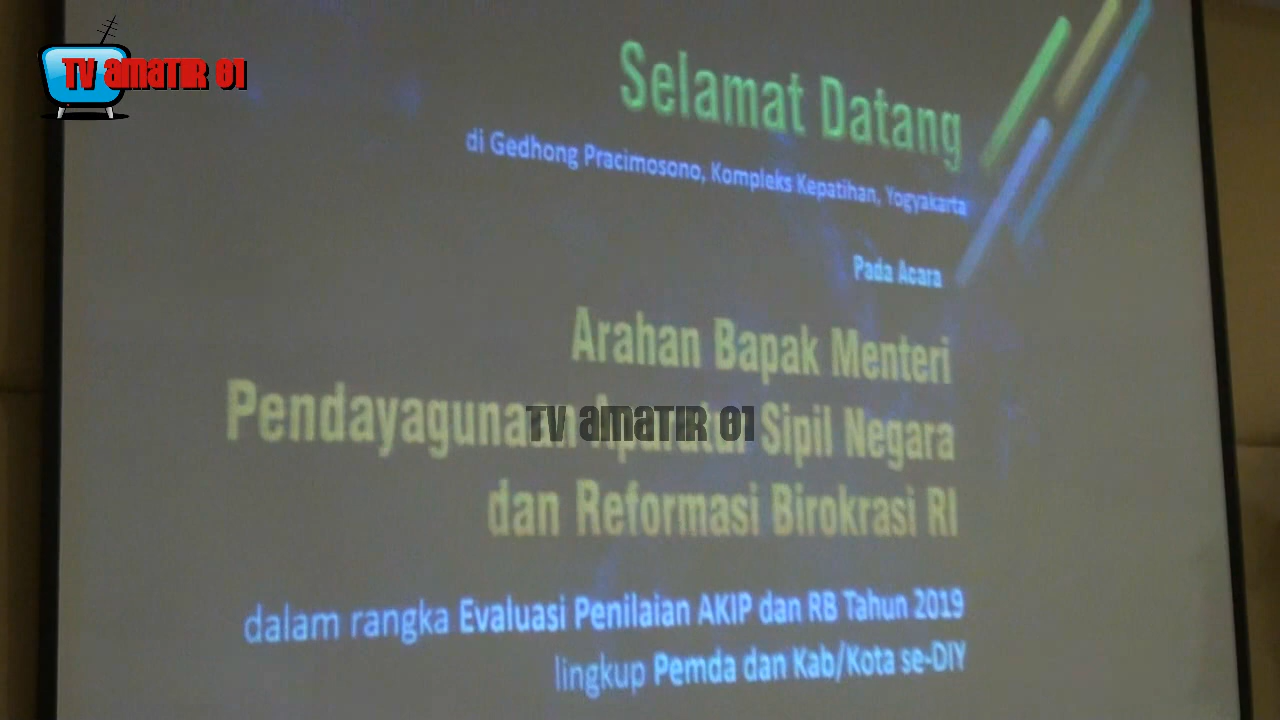 TV AMATIR 01
Selamat Datang
di Gedhong Pracimosono, Kompleks Kepatihan, Yogyakarta
Pada Acara
Arahan Bapak Menteri
Pendayagunaan Aparatur Sipil Negara
TV AMATIR 01
dan Reformasi Birokrasi RI
dalam rangka Evaluasi Penilaian AKIP dan RB Tahun 2019
lingkup Pemda dan Kab/Kota se-DIY